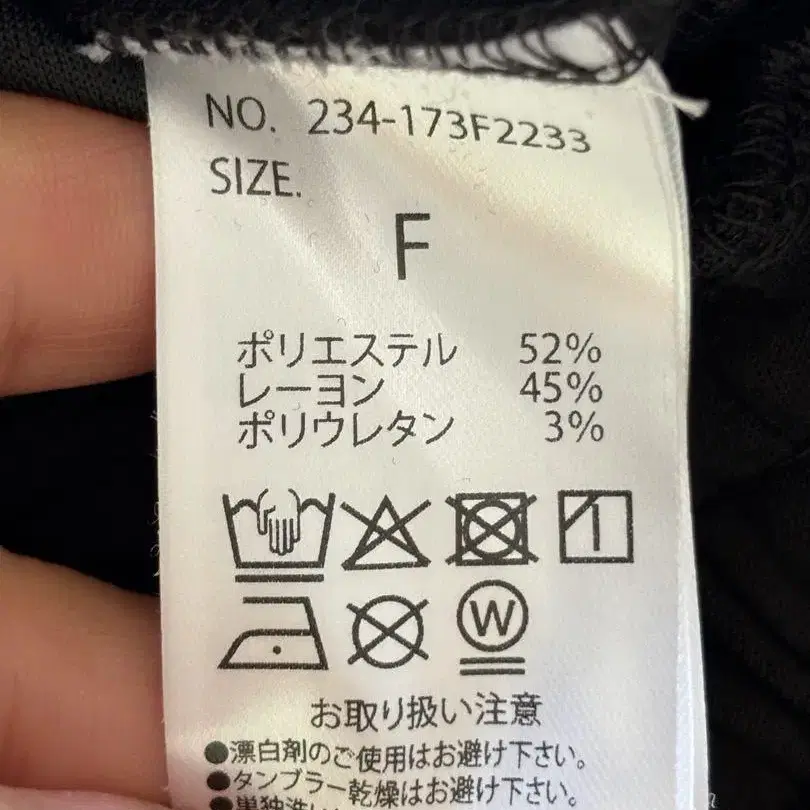 NO. 234-173F2233
SIZE.
F
ポリエステル 52%
レーヨン 45%
ポリウレタン 3%
W
お取り扱い注意
●漂白剤のご使用はお避け下さい。
●タンブラー乾燥はお避け下さい。